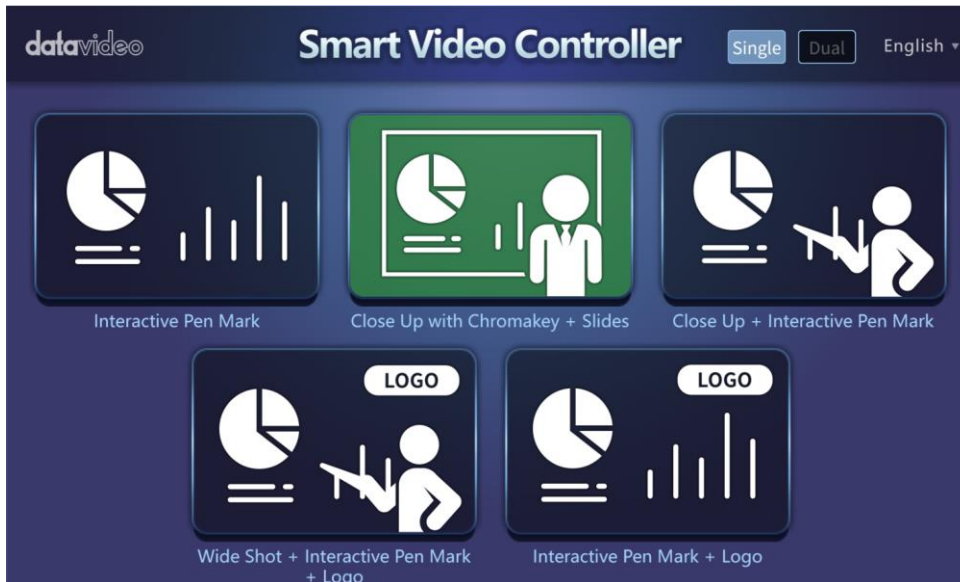 datavideo
Smart Video Controller
Single
Dual
English
Interactive Pen Mark
Close Up with Chromakey + Slides
Close Up + Interactive Pen Mark
LOGO
LOGO
Wide Shot + Interactive Pen Mark
+ Logo
Interactive Pen Mark + Logo